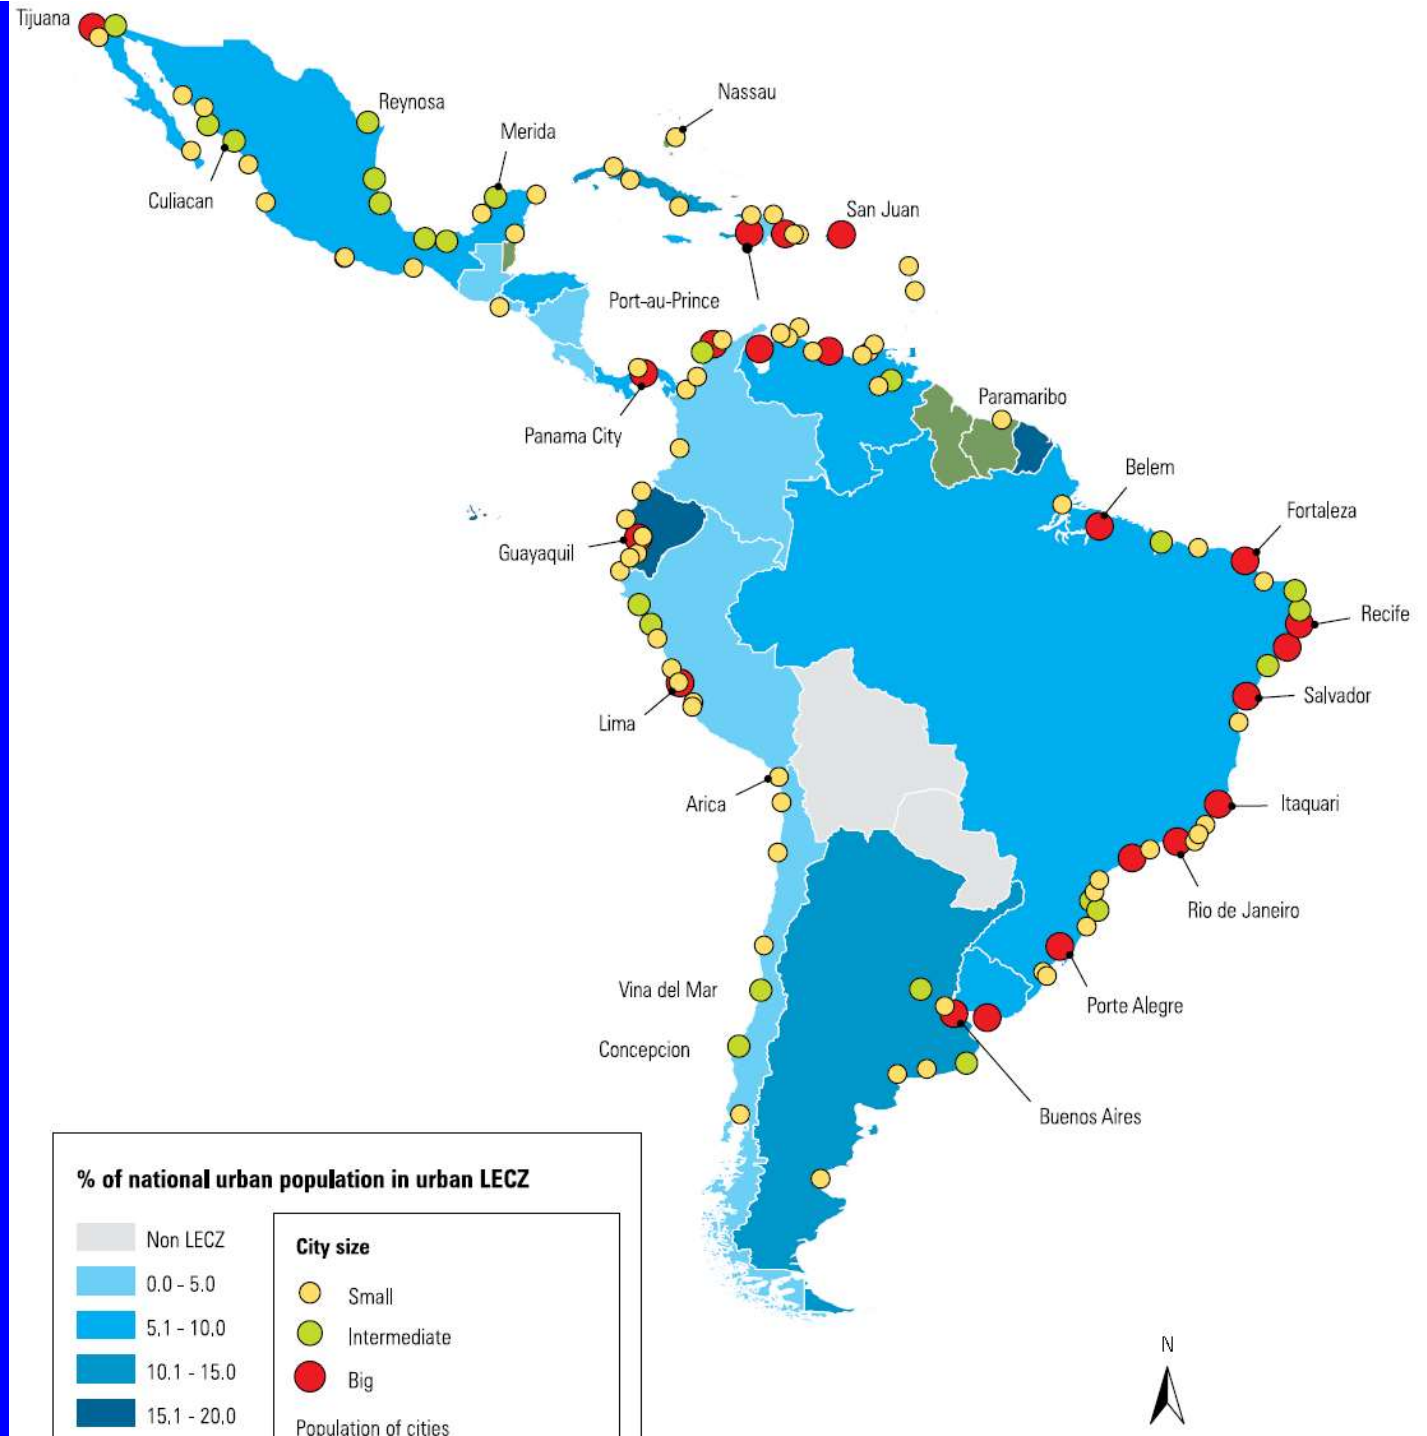 Tijuana
Nassau
Reynosa
Merida
Culiacan
San Juan
Port-au-Prince
Paramaribo
Panama City
Belem
Fortaleza
Guayaquil
Recife
Salvador
Lima
Arica
Itaquari
Rio de Janeiro
Vina del Mar
Porte Alegre
Concepcion
Buenos Aires
% of national urban population in urban LECZ
Non LECZ
0.0 - 5.0
5,1 - 10,0
10.1 - 15.0
15,1 - 20,0
City size
Small
Intermediate
Big
Population of cities
N